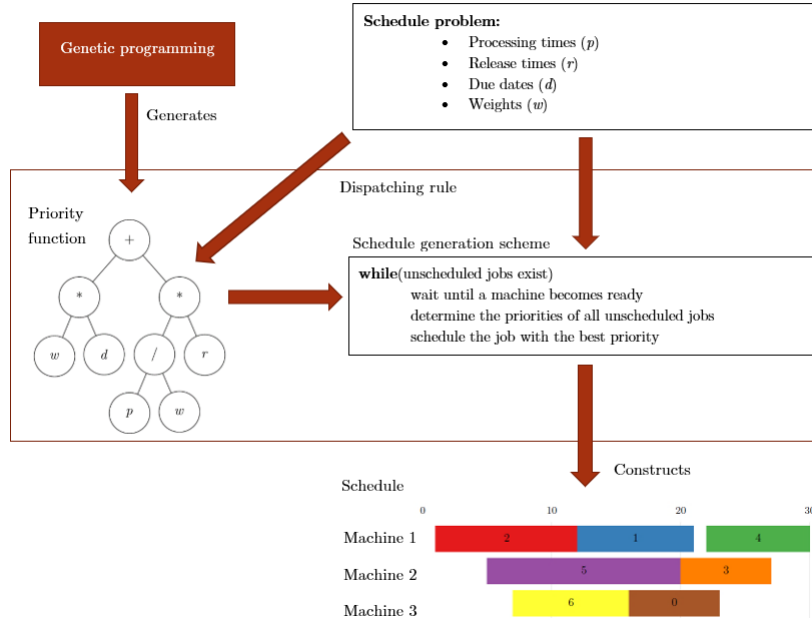 Genetic programming
Schedule problem:
• Processing times (p)
• Release times (r)
• Due dates (d)
• Weights (w)
Generates
Dispatching rule
Priority
function
+
*
*
w
d
/
r
p
w
Schedule generation scheme
while(unscheduled jobs exist)
wait until a machine becomes ready
determine the priorities of all unscheduled jobs
schedule the job with the best priority
Constructs
Schedule
0 10 20 30
Machine 1 2 1 4
Machine 2 5 3
Machine 3 6 0